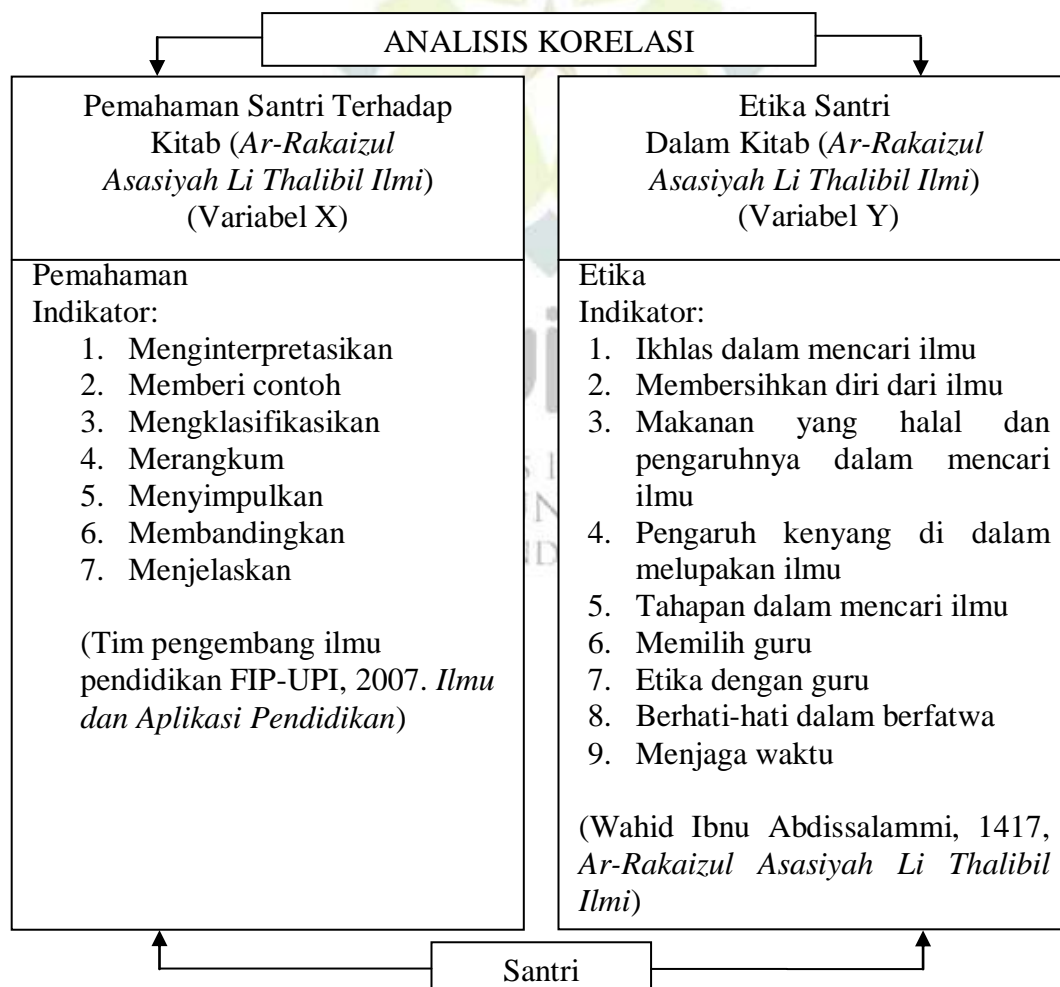 ANALISIS KORELASI
Pemahaman Santri Terhadap
Kitab (Ar-Rakaizul
Asasiyah Li Thalibil Ilmi)
(Variabel X)
Etika Santri
Dalam Kitab (Ar-Rakaizul
Asasiyah Li Thalibil Ilmi)
(Variabel Y)
Pemahaman
Indikator:
1. Menginterpretasikan
2. Memberi contoh
3. Mengklasifikasikan
4. Merangkum
5. Menyimpulkan
6. Membandingkan
7. Menjelaskan
(Tim pengembang ilmu
pendidikan FIP-UPI, 2007. Ilmu
dan Aplikasi Pendidikan)
Etika
Indikator:
1. Ikhlas dalam mencari ilmu
2. Membersihkan diri dari ilmu
3. Makanan yang halal dan
pengaruhnya dalam mencari
ilmu
4. Pengaruh kenyang di dalam
melupakan ilmu
5. Tahapan dalam mencari ilmu
6. Memilih guru
7. Etika dengan guru
8. Berhati-hati dalam berfatwa
9. Menjaga waktu
(Wahid Ibnu Abdissalammi, 1417,
Ar-Rakaizul Asasiyah Li Thalibil
Ilmi)
Santri